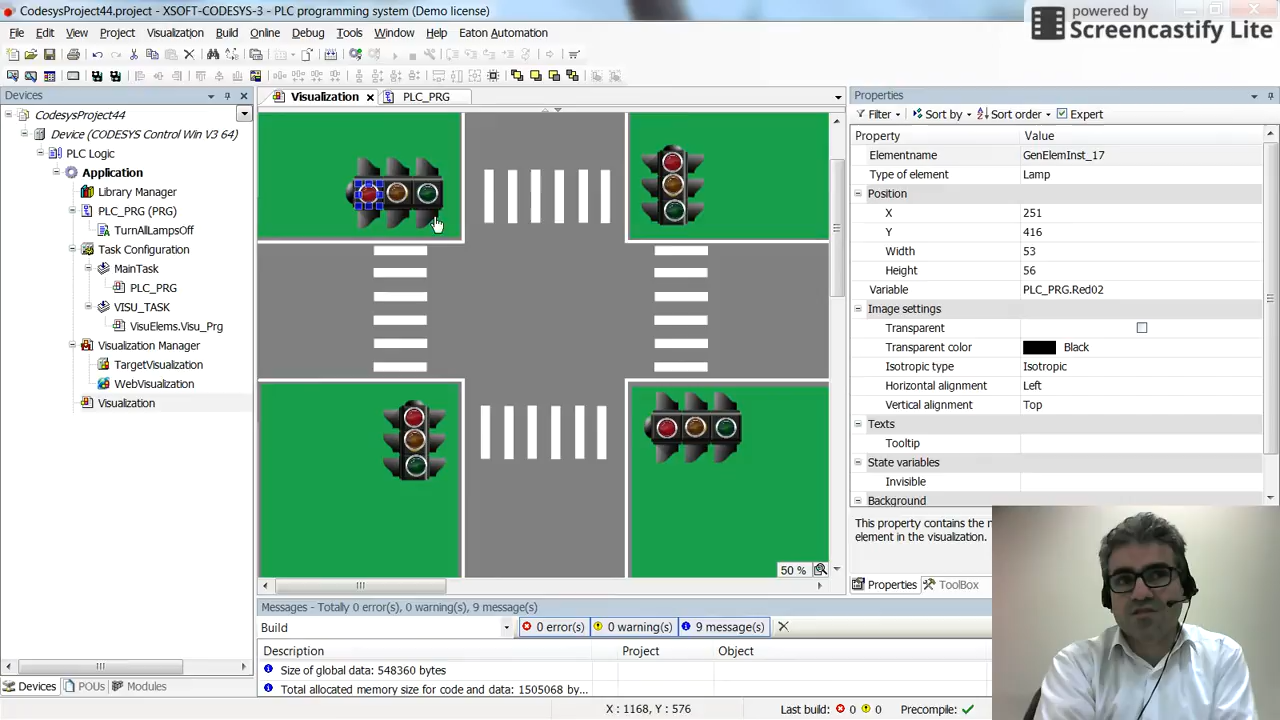 CodesysProject44.project - XSOFT-CODESYS-3 - PLC programming system (Demo license)
powered by
Screencastify Lite
File Edit View Project Visualization Build Online Debug Tools Window Help Eaton Automation
Devices
CodesysProject44
Device (CODESYS Control Win V3 64)
PLC Logic
Application
Library Manager
PLC_PRG (PRG)
TurnAllLampsOff
Task Configuration
MainTask
PLC_PRG
VISU_TASK
VisuElems.Visu_Prg
Visualization Manager
TargetVisualization
WebVisualization
Visualization
Devices POUs Modules
Visualization PLC_PRG
50 %
Properties
Filter Sort by Sort order Expert
Property Value
Elementname GenElemInst_17
Type of element Lamp
Position
X 251
Y 416
Width 53
Height 56
Variable PLC_PRG.Red02
Image settings
Transparent
Transparent color Black
Isotropic type Isotropic
Horizontal alignment Left
Vertical alignment Top
Texts
Tooltip
State variables
Invisible
Background
This property contains the n
element in the visualization.
Properties ToolBox
Messages - Totally 0 error(s), 0 warning(s), 9 message(s)
Build 0 error(s) 0 warning(s) 9 message(s)
Description Project Object
Size of global data: 548360 bytes
Total allocated memory size for code and data: 1505068 by...
X : 1168, Y : 576 Last build: 0 0 Precompile: